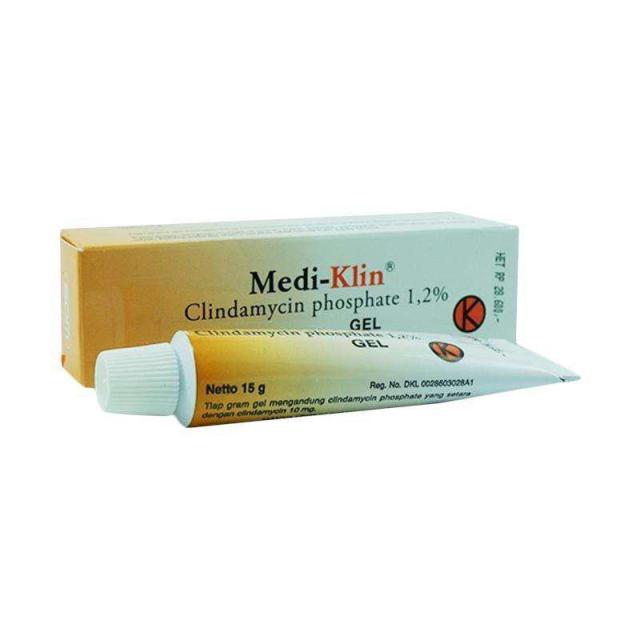 Medi-Klin®
Clindamycin phosphate 1,2%
GEL
HET RP 28 600,-
K
Clindamycin phosphate 1,2%
GEL
Netto 15 g
Reg. No. DKL 0028603028A1
Tiap gram gel mengandung clindamycin phosphate yang setara
dengan clindamycin 10 mg.
K